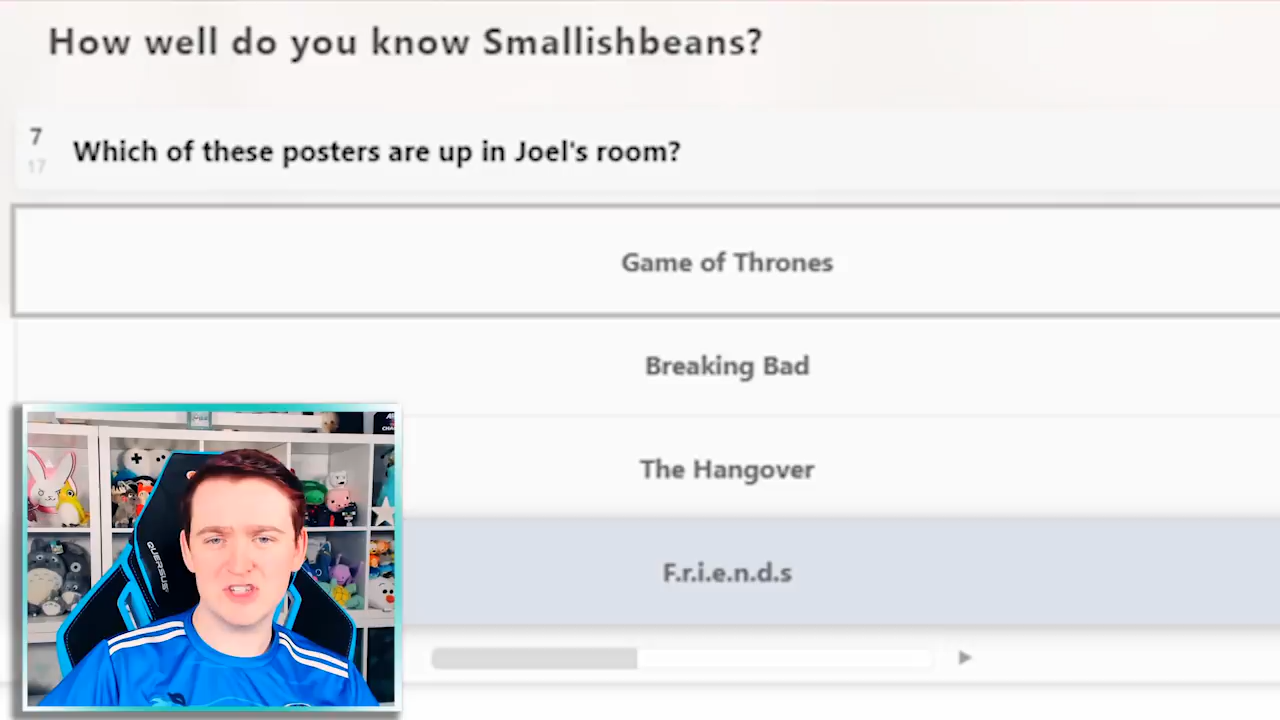 How well do you know Smallishbeans?
7
17
Which of these posters are up in Joel's room?
Game of Thrones
Breaking Bad
The Hangover
F.r.i.e.n.d.s
QUERSUS